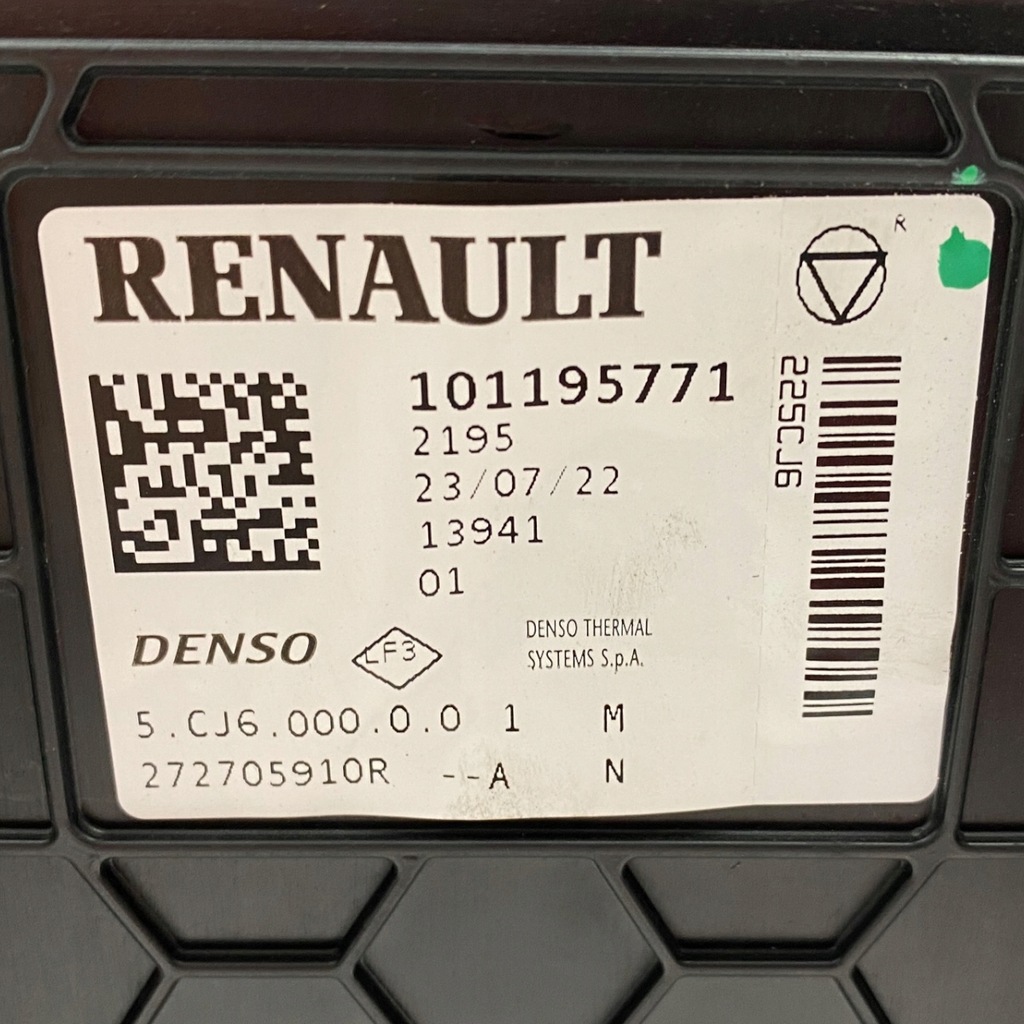 RENAULT
R
101195771
2195
23/07/22
13941
01
225CJ6
DENSO
LF3
DENSO THERMAL
SYSTEMS S.p.A.
5.CJ6.000.0.0 1 M
272705910R --A N